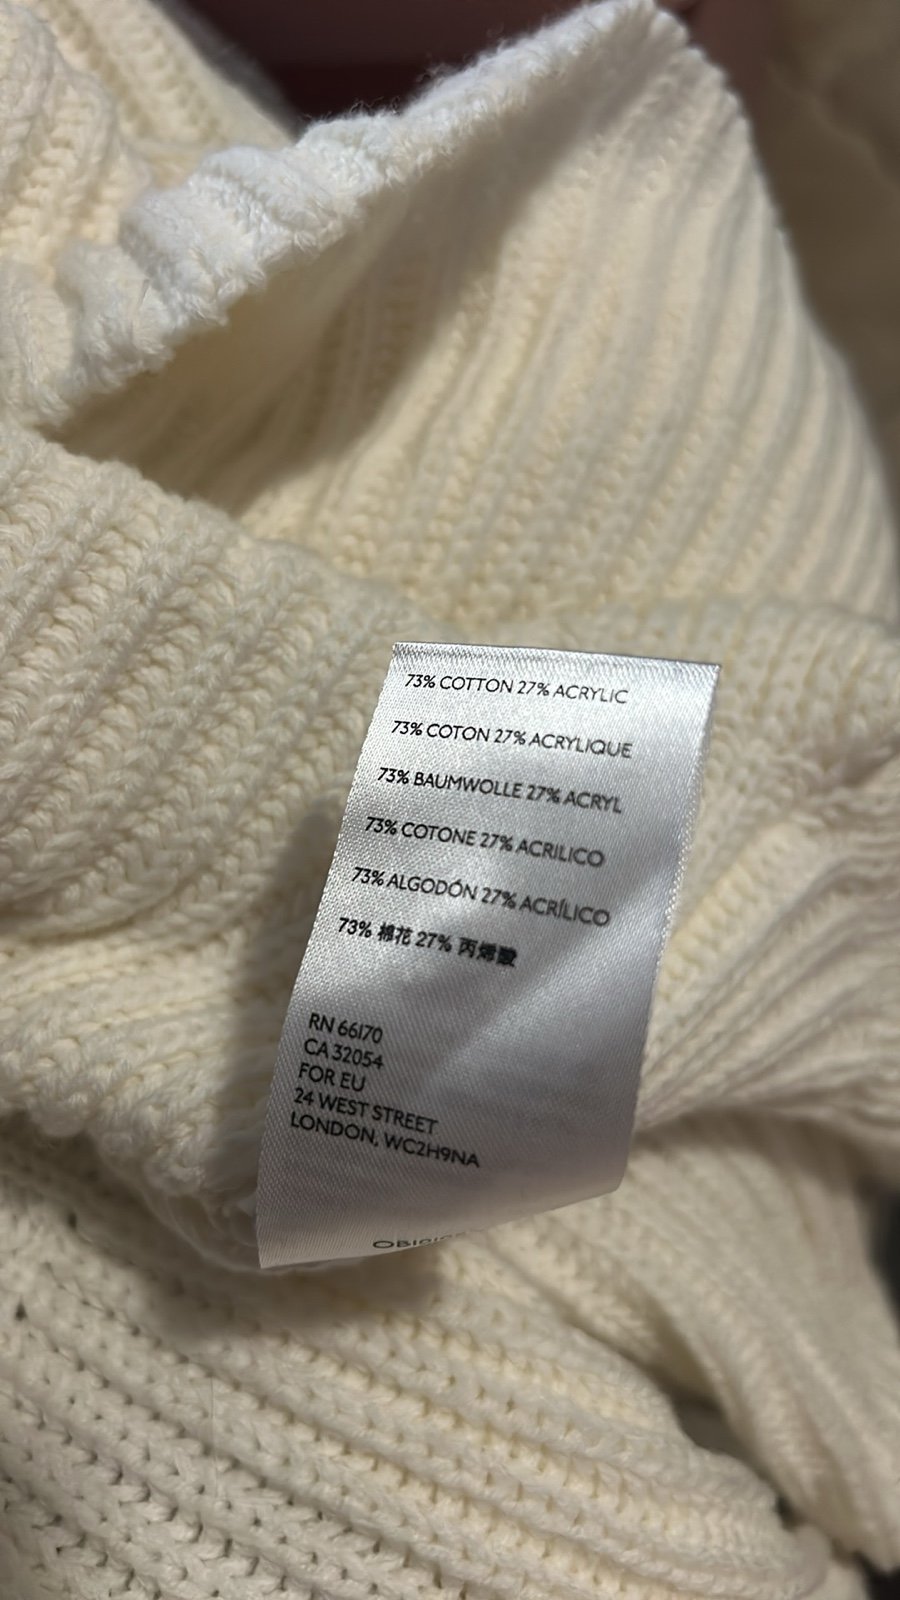 73% COTTON 27% ACRYLIC
73% COTON 27% ACRYLIQUE
73% BAUMWOLLE 27% ACRYL
73% COTONE 27% ACRILICO
73% ALGODÓN 27% ACRÍLICO
73% 棉花 27% 丙烯酸
RN 66170
CA 32054
FOR EU
24 WEST STREET
LONDON, WC2H9NA